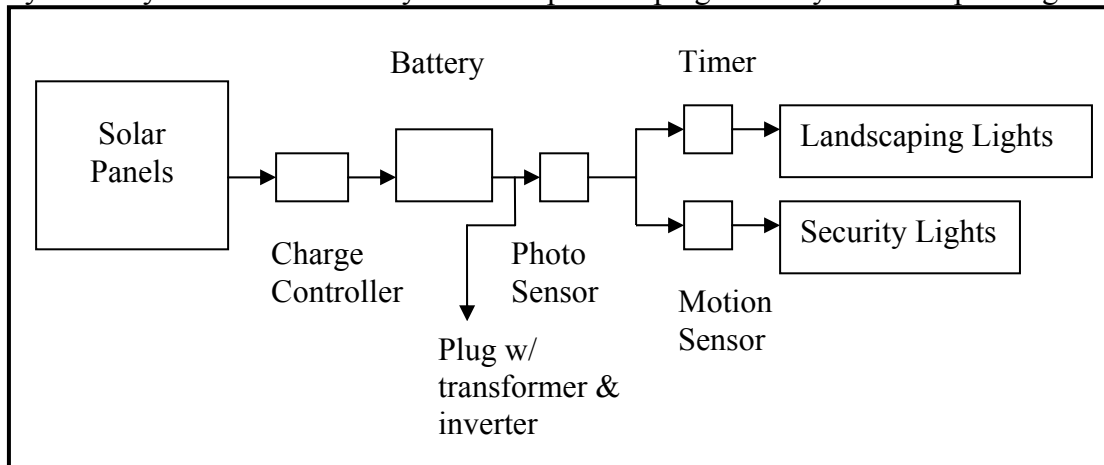 Battery
Timer
Solar
Panels
Landscaping Lights
Security Lights
Charge
Controller
Photo
Sensor
Motion
Sensor
Plug w/
transformer &
inverter